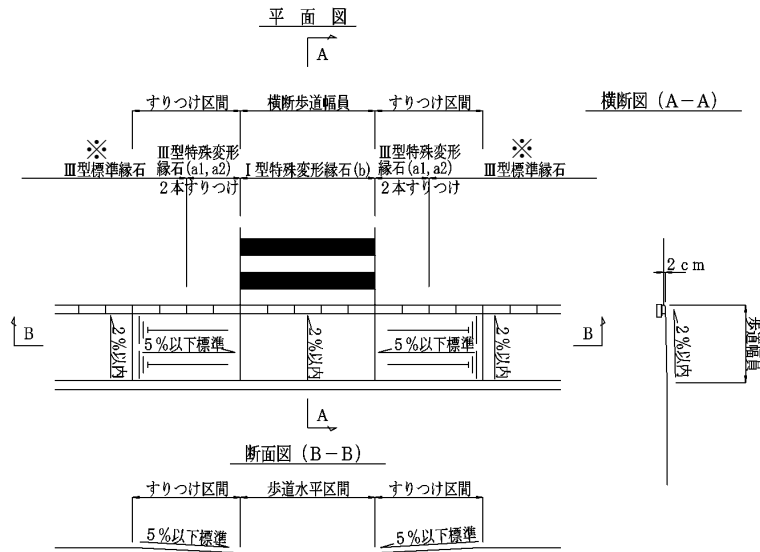 平 面 図
A
すりつけ区間 横断歩道幅員 すりつけ区間
横断図 (A-A)
※ ※
Ⅲ型標準縁石 Ⅲ型特殊変形縁石(a1, a2) Ⅰ型特殊変形縁石(b) Ⅲ型特殊変形縁石(a1, a2) Ⅲ型標準縁石
2本すりつけ 2本すりつけ
2cm
B B
2%以内 5%以下標準 2%以内 5%以下標準 2%以内
2%以内 歩道幅員
A
断面図 (B-B)
すりつけ区間 歩道水平区間 すりつけ区間
5%以下標準 5%以下標準